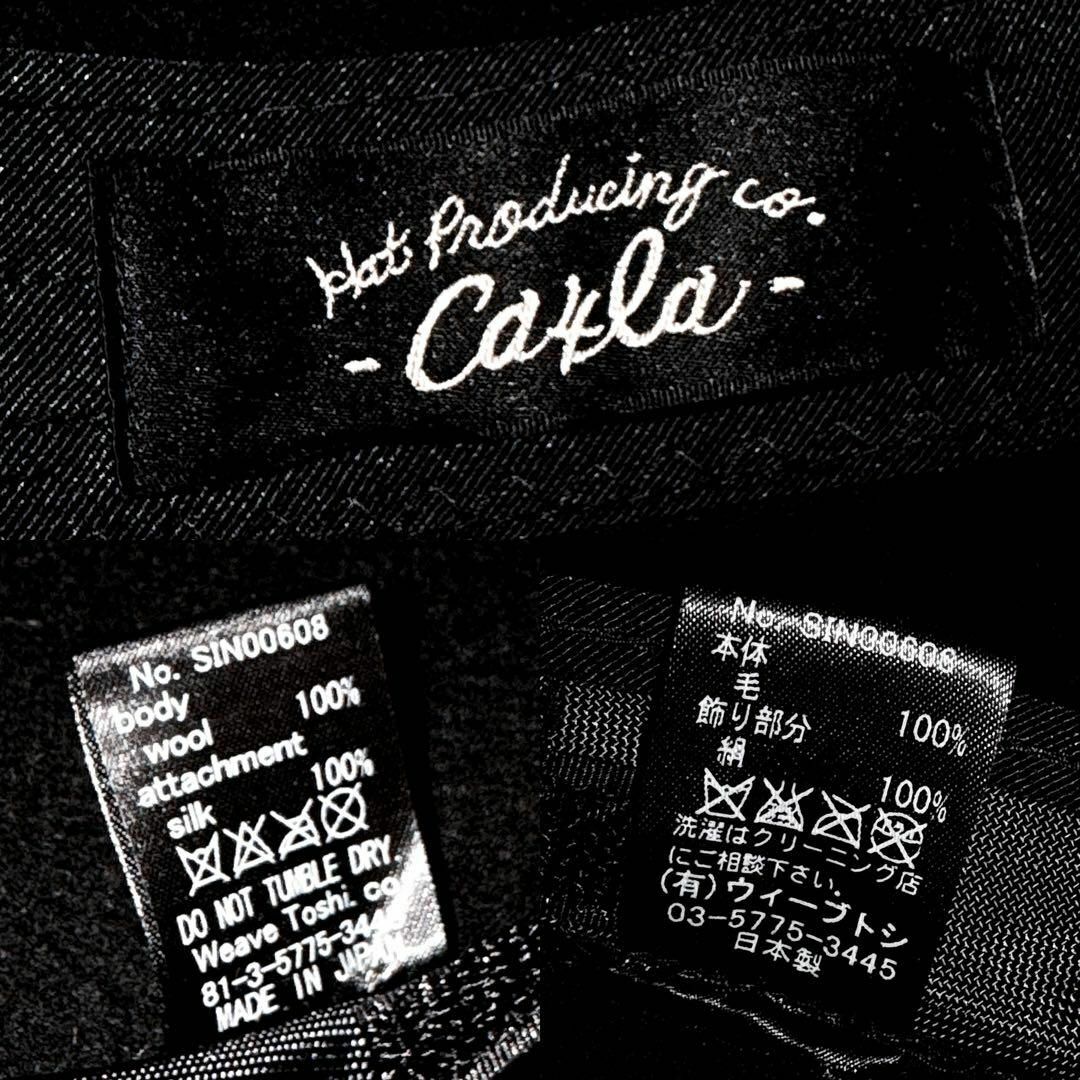 Hat Producing co.
- Ca4la -
No. SIN00608
body
100%
wool
attachment
100%
silk
DO NOT TUMBLE DRY
Weave Toshi. co
81-3-5775-344
MADE IN JAPAN
No. SIN00608
本体
毛
100%
飾り部分
絹
100%
洗濯はクリーニング店
にご相談下さい。
(有)ウィーブトシ
03-5775-3445
日本製